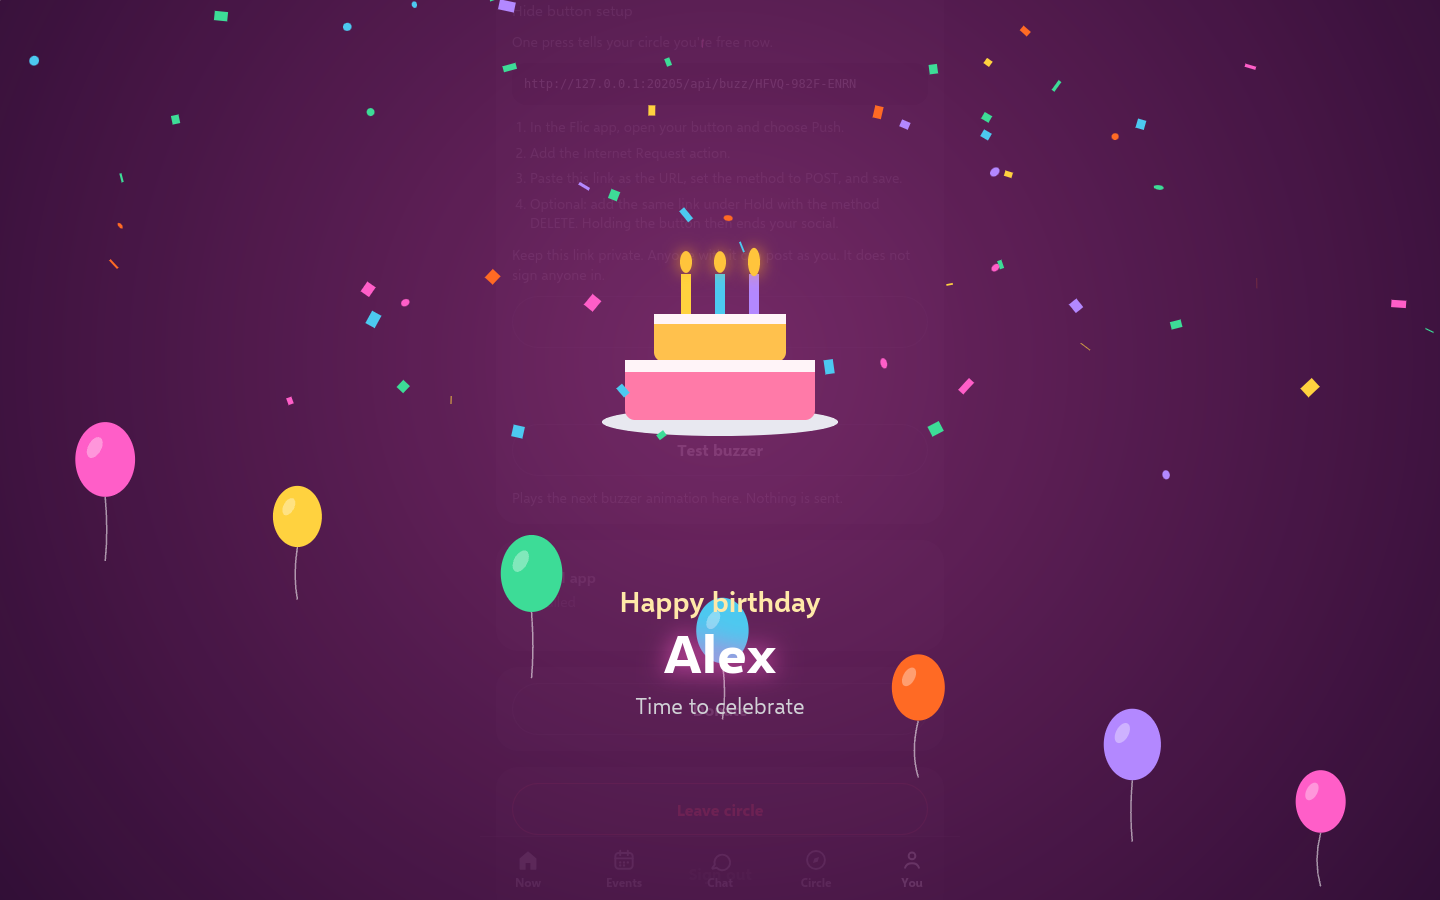 Hide button setup
One press tells your circle you're free now.
http://127.0.0.1:20205/api/buzz/HFVQ-982F-ENRN
1. In the Flic app, open your button and choose Push
2. Add the Internet Request action.
3. Paste this link as the URL, set the method to POST, and save.
4. Optional: add the same link under Hold with the method
DELETE. Holding the button then ends your social.
Keep this link private. post as you. It does not
sign anyone in.
Test buzzer
Plays the next buzzer animation here. Nothing is sent.
app
Happy birthday
Alex
Time to celebrate
Leave circle
Now Events Chat Circle You